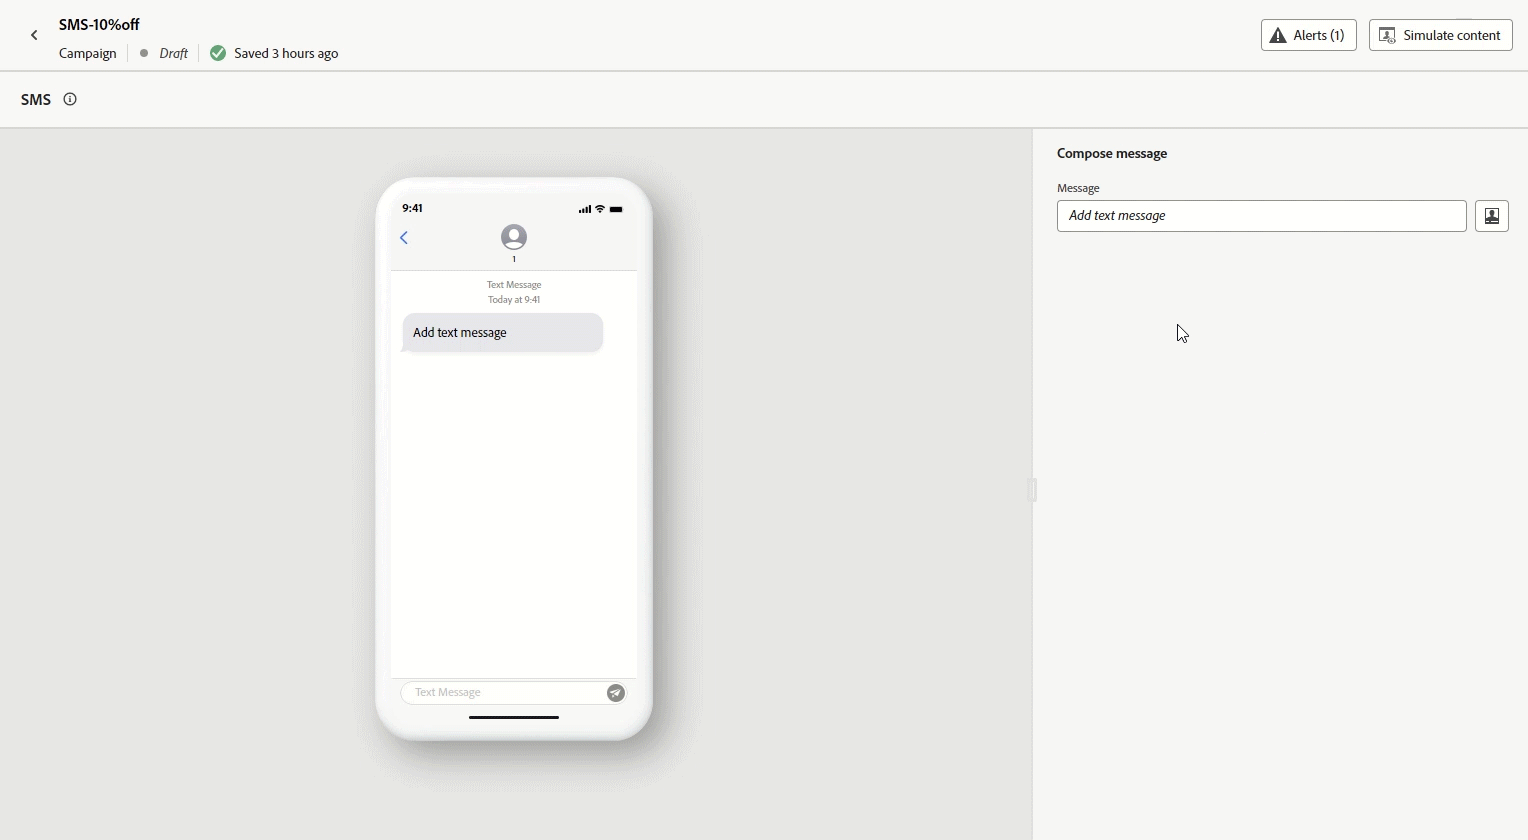 SMS-10%off
Campaign Draft Saved 3 hours ago
Alerts (1) Simulate content
SMS
9:41
1
Text Message
Today at 9:41
Add text message
Text Message
Compose message
Message
Add text message